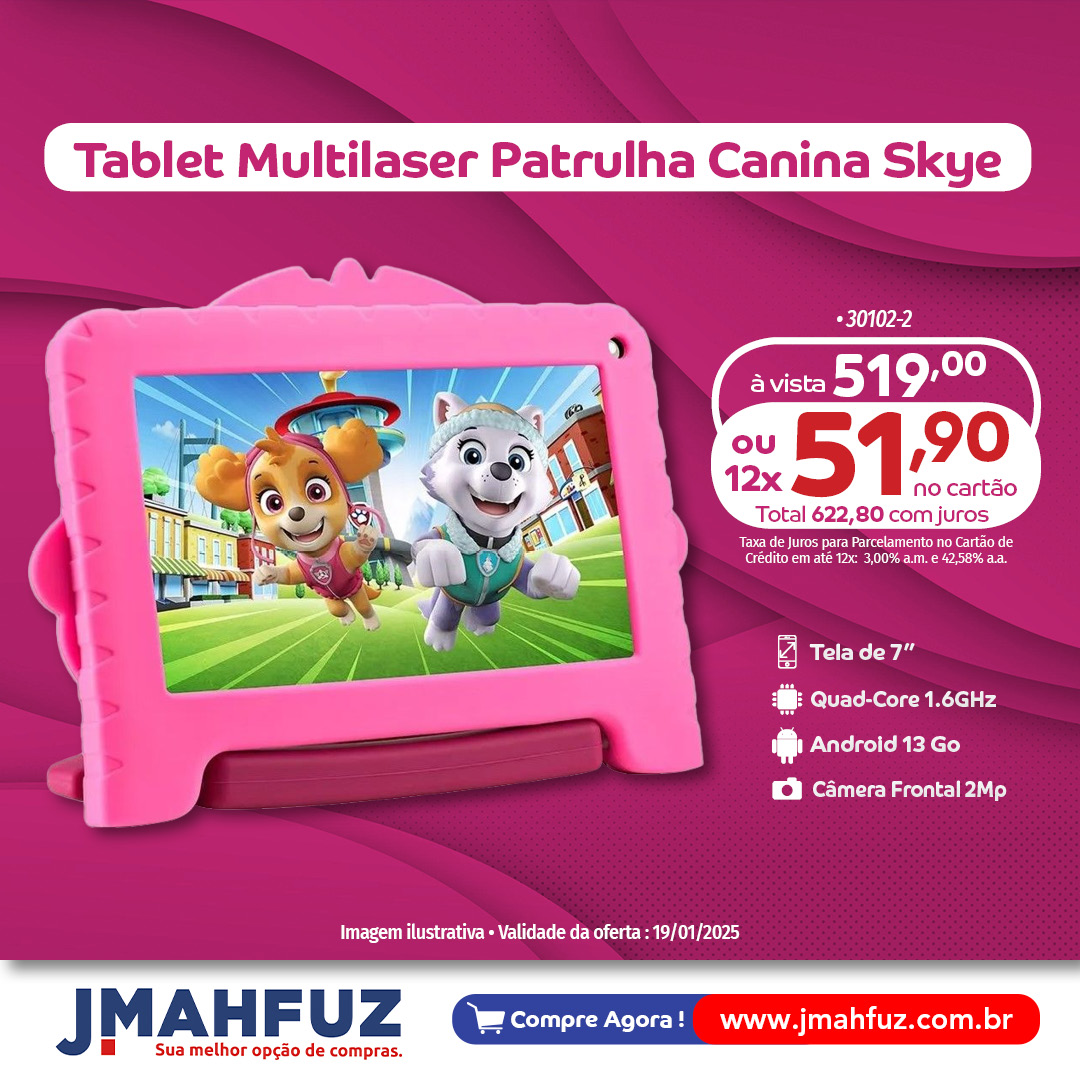 Tablet Multilaser Patrulha Canina Skye
• 30102-2
à vista 519,00
ou 12x 51,90 no cartão
Total 622,80 com juros
Taxa de Juros para Parcelamento no Cartão de
Crédito em até 12x: 3,00% a.m. e 42,58% a.a.
Tela de 7”
Quad-Core 1.6GHz
Android 13 Go
Câmera Frontal 2Mp
Imagem ilustrativa • Validade da oferta : 19/01/2025
JMAHFUZ
Sua melhor opção de compras.
Compre Agora !
www.jmahfuz.com.br